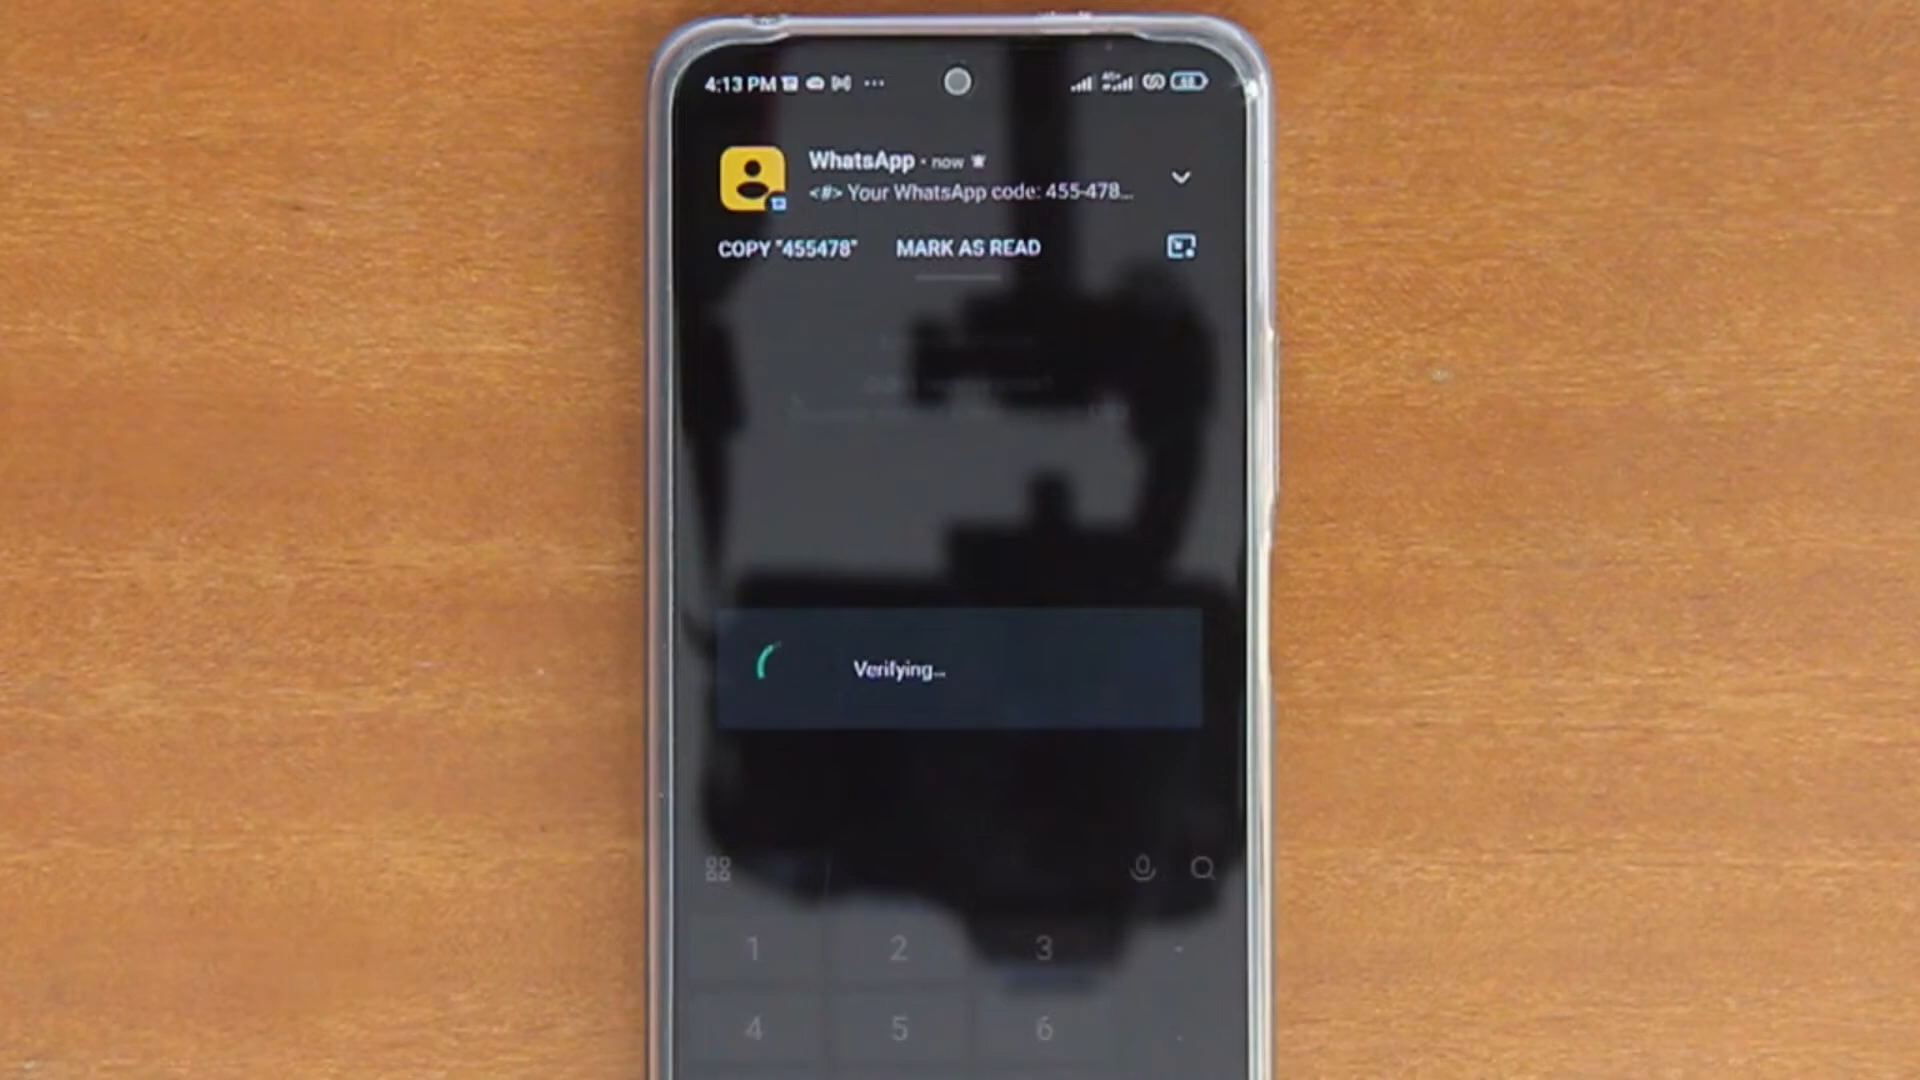 4:13 PM
WhatsApp • now
<#> Your WhatsApp code: 455-478...
COPY "455478" MARK AS READ
Verifying...
1 2 3 -
4 5 6 .